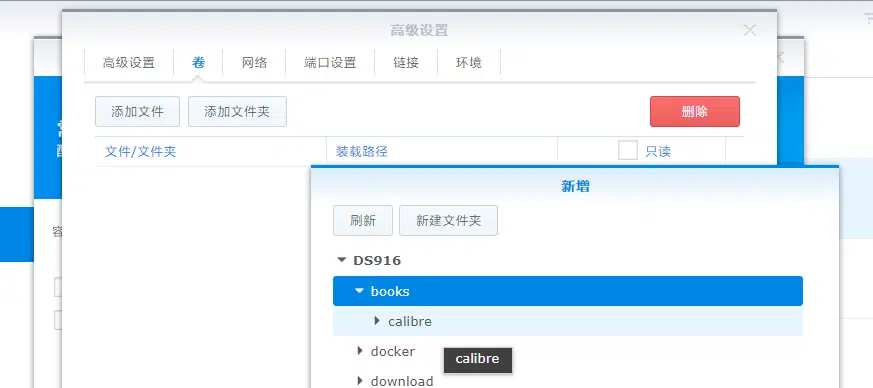 高级设置
高级设置 卷 网络 端口设置 链接 环境
添加文件 添加文件夹 删除
文件/文件夹 装载路径 只读
新增
刷新 新建文件夹
DS916
books
calibre
docker
calibre
download